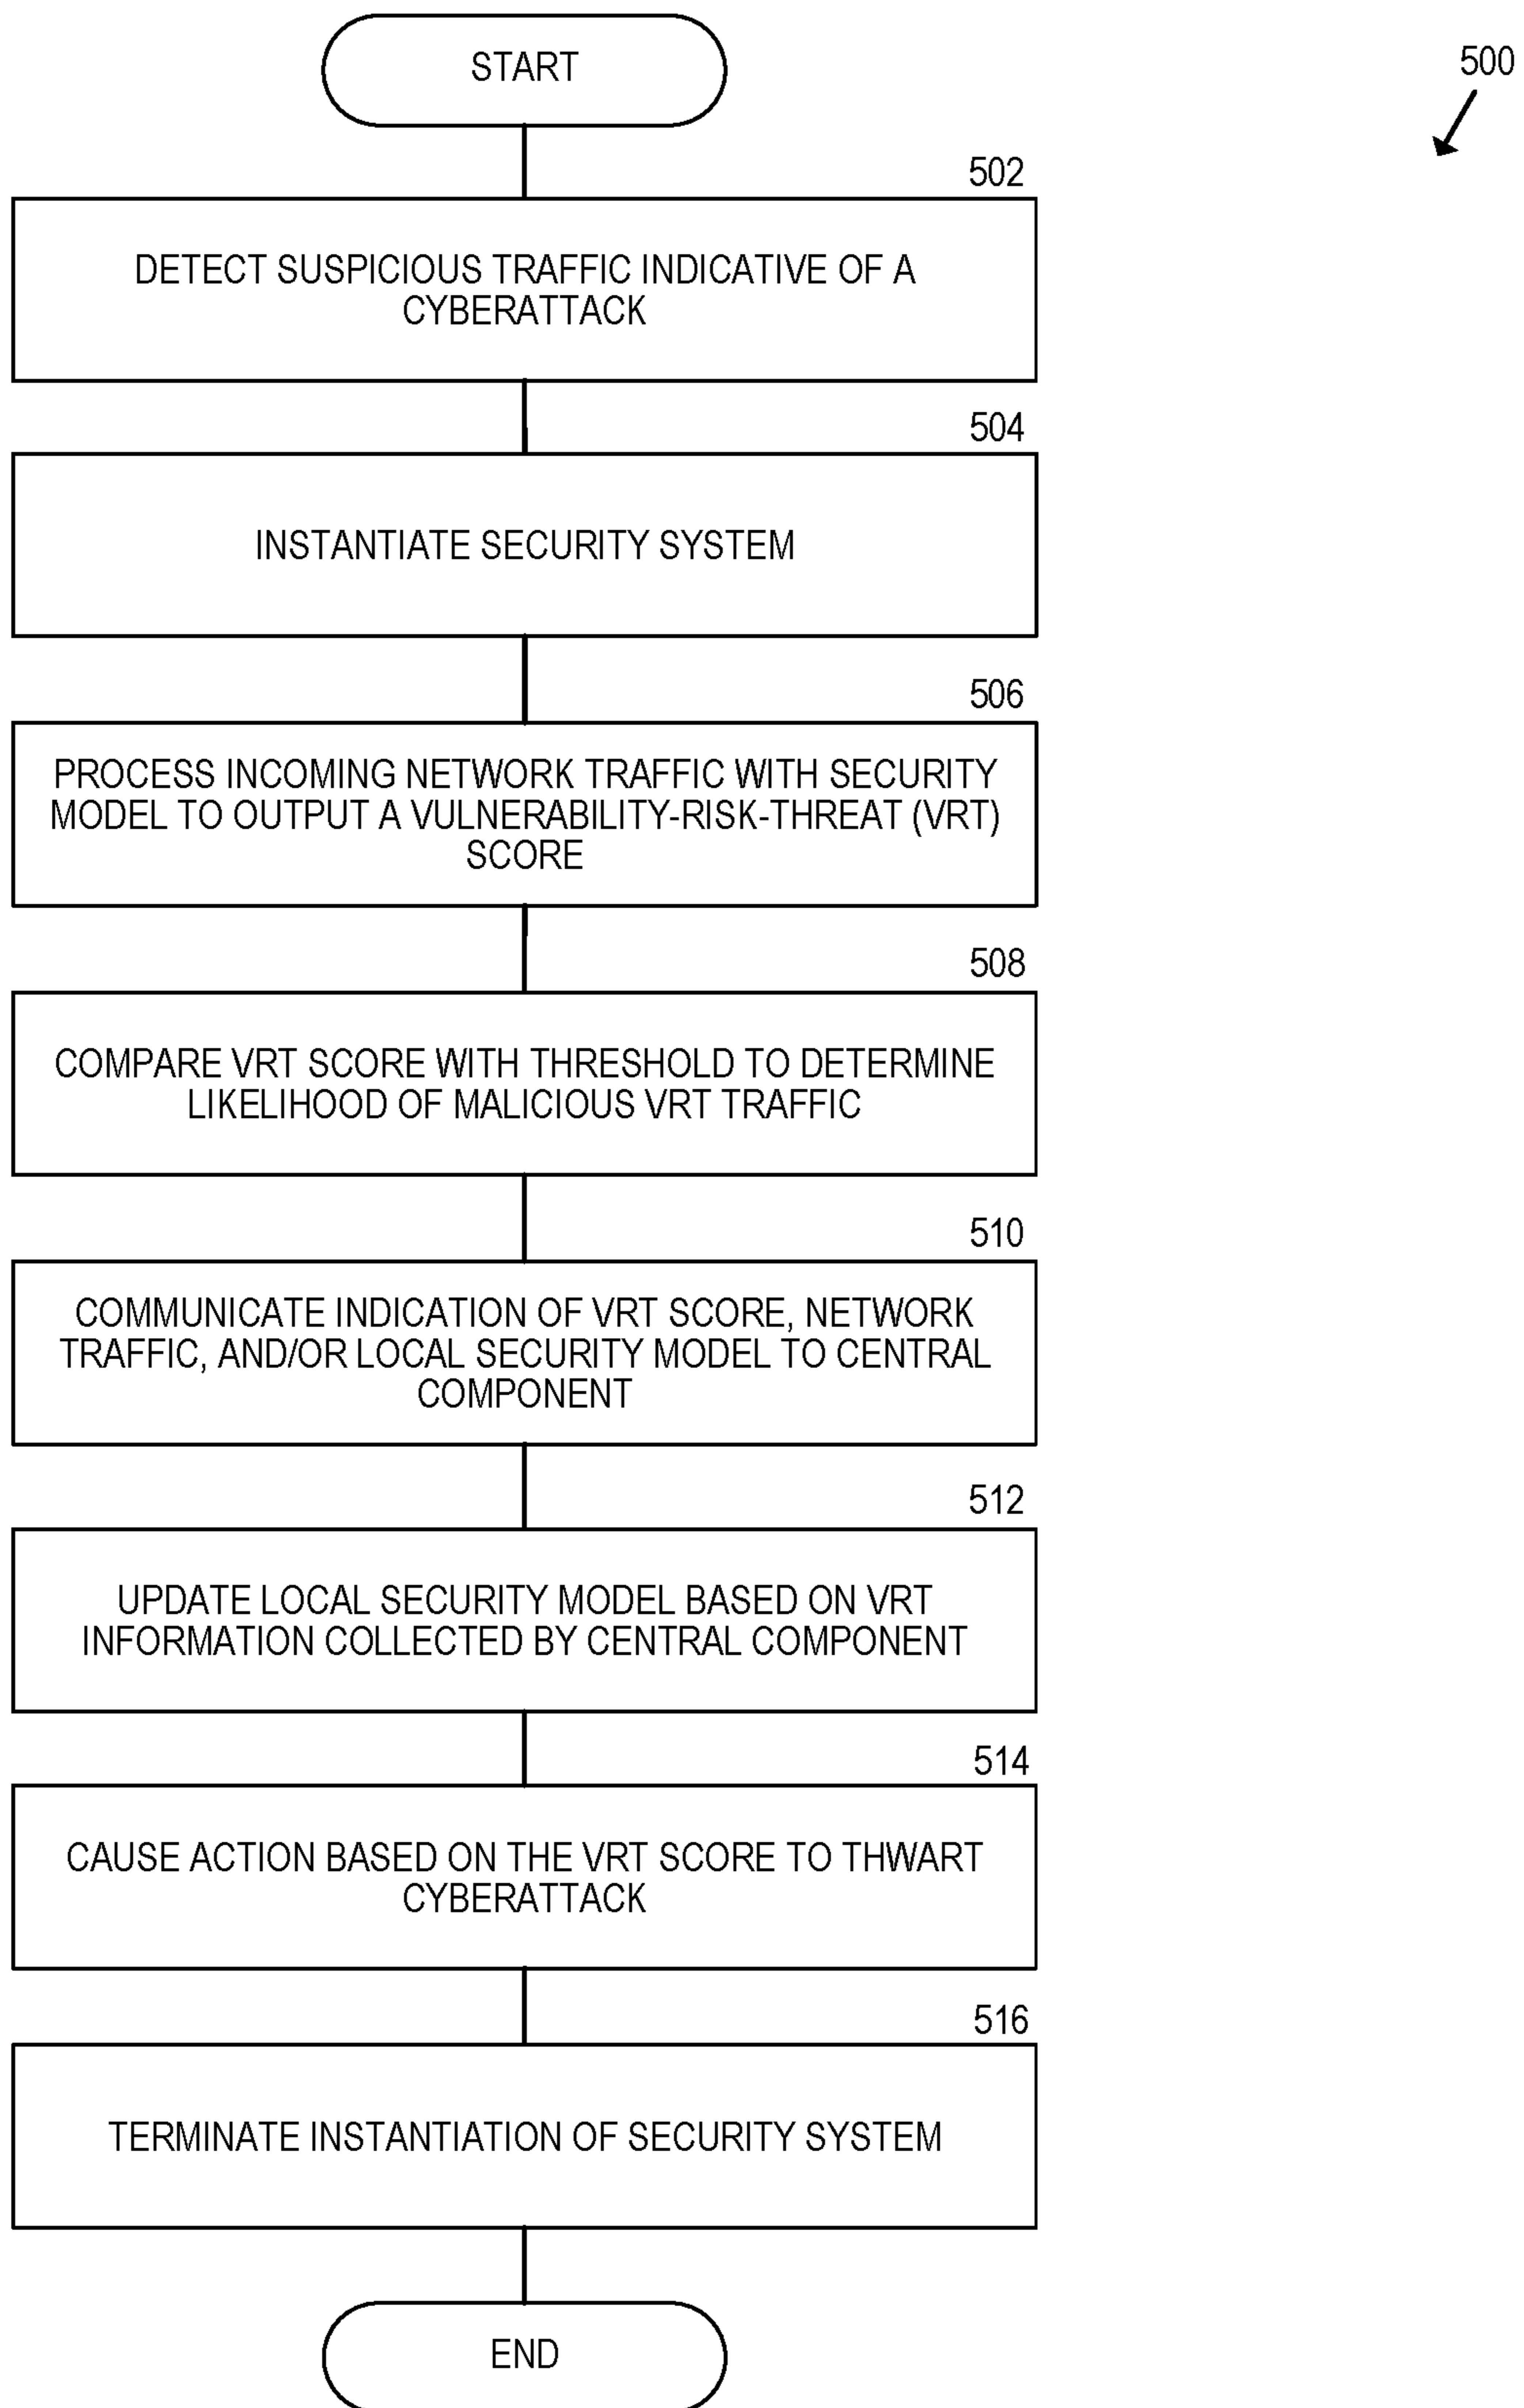 START
500
502
DETECT SUSPICIOUS TRAFFIC INDICATIVE OF A
CYBERATTACK
504
INSTANTIATE SECURITY SYSTEM
506
PROCESS INCOMING NETWORK TRAFFIC WITH SECURITY
MODEL TO OUTPUT A VULNERABILITY-RISK-THREAT (VRT)
SCORE
508
COMPARE VRT SCORE WITH THRESHOLD TO DETERMINE
LIKELIHOOD OF MALICIOUS VRT TRAFFIC
510
COMMUNICATE INDICATION OF VRT SCORE, NETWORK
TRAFFIC, AND/OR LOCAL SECURITY MODEL TO CENTRAL
COMPONENT
512
UPDATE LOCAL SECURITY MODEL BASED ON VRT
INFORMATION COLLECTED BY CENTRAL COMPONENT
514
CAUSE ACTION BASED ON THE VRT SCORE TO THWART
CYBERATTACK
516
TERMINATE INSTANTIATION OF SECURITY SYSTEM
END